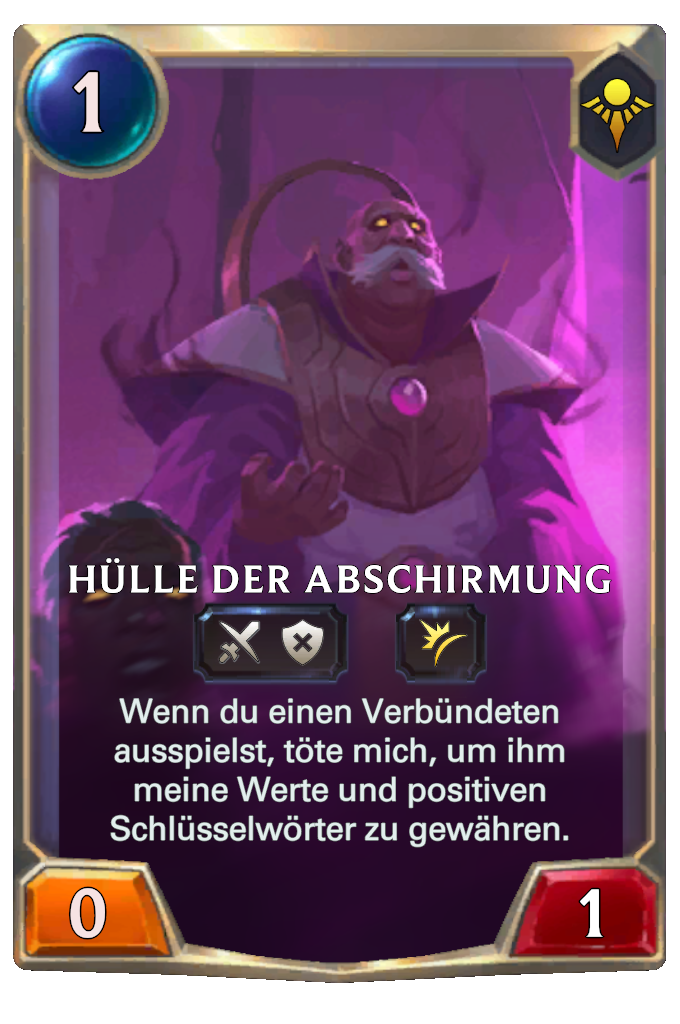 1
HÜLLE DER ABSCHIRMUNG
Wenn du einen Verbündeten
ausspielst, töte mich, um ihm
meine Werte und positiven
Schlüsselwörter zu gewähren.
0
1